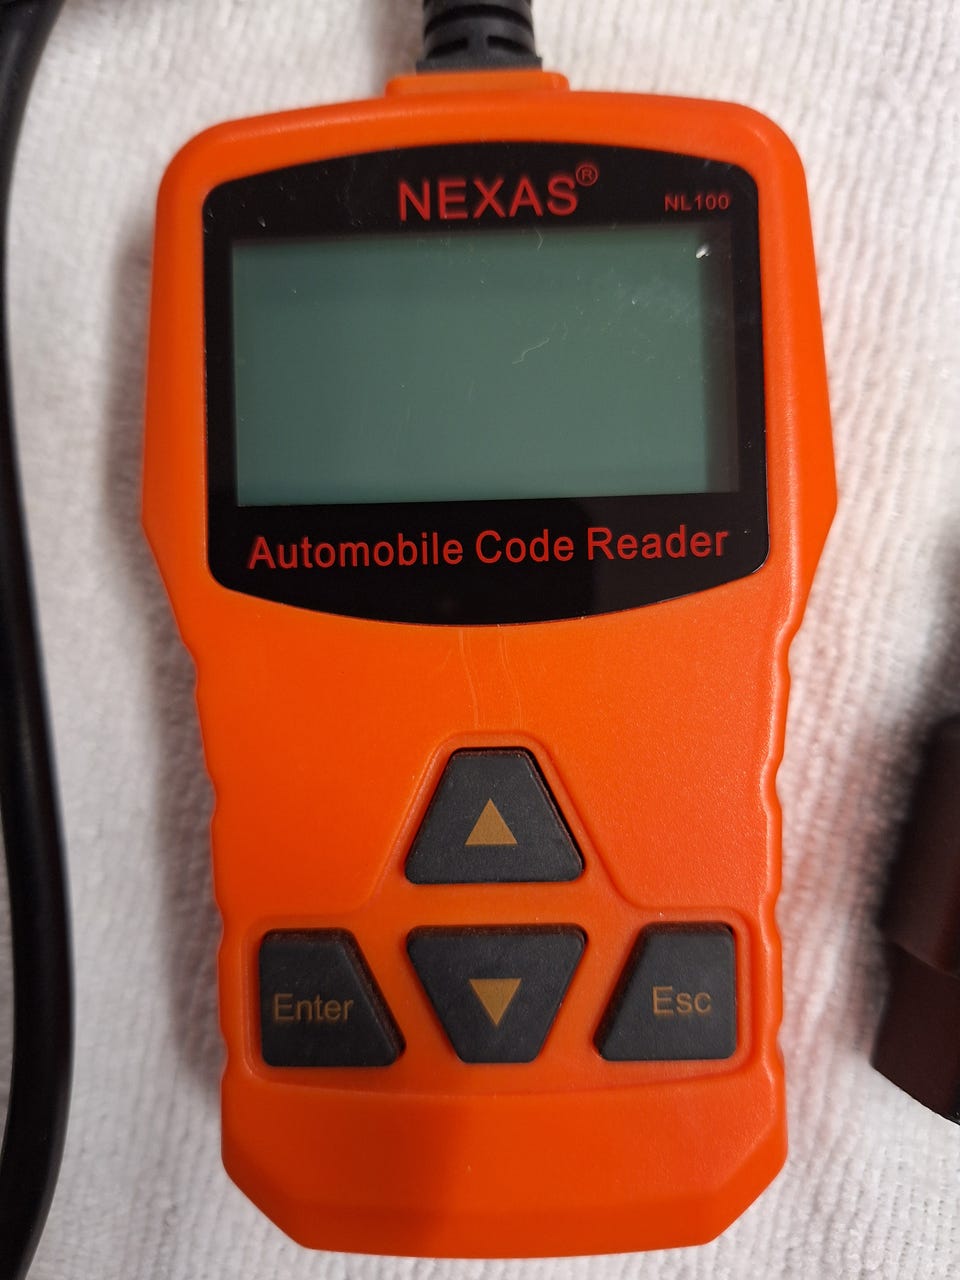 NEXAS®
NL100
Automobile Code Reader
Enter
Esc